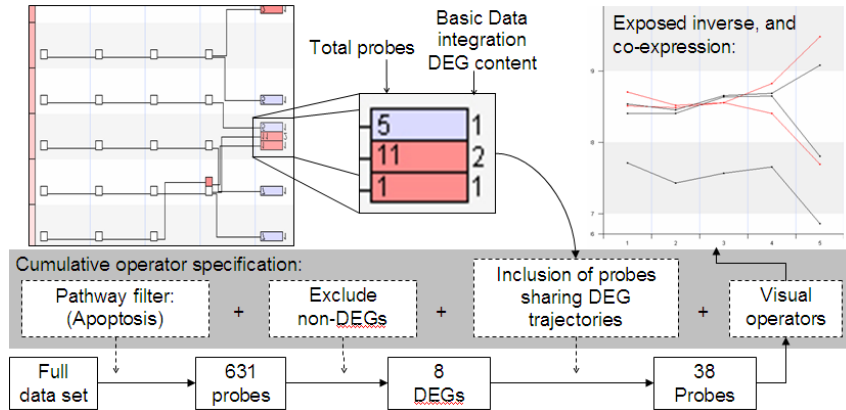 Total probes
Basic Data
integration
DEG content
5
1
11
2
1
1
Exposed inverse, and
co-expression:
9
8
7
6
1
2
3
4
5
Cumulative operator specification:
Pathway filter:
(Apoptosis)
+
Exclude
non-DEGs
+
Inclusion of probes
sharing DEG
trajectories
+
Visual
operators
Full
data set
631
probes
8
DEGs
38
Probes